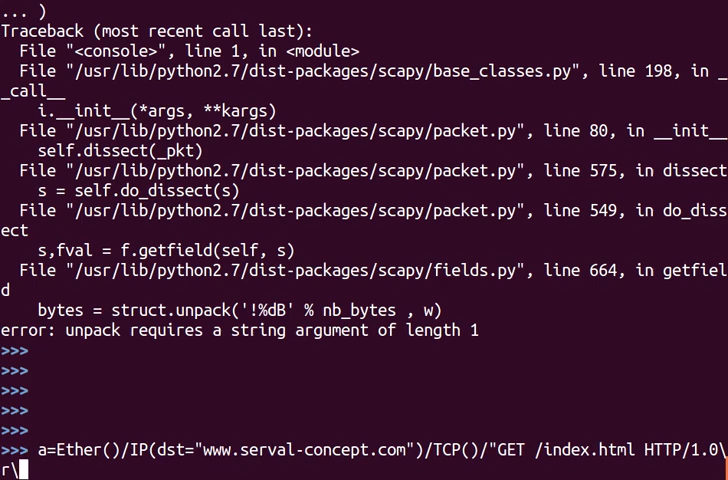 ... )
Traceback (most recent call last):
  File "<console>", line 1, in <module>
  File "/usr/lib/python2.7/dist-packages/scapy/base_classes.py", line 198, in _
_call__
    i.__init__(*args, **kargs)
  File "/usr/lib/python2.7/dist-packages/scapy/packet.py", line 80, in __init__
    self.dissect(_pkt)
  File "/usr/lib/python2.7/dist-packages/scapy/packet.py", line 575, in dissect
    s = self.do_dissect(s)
  File "/usr/lib/python2.7/dist-packages/scapy/packet.py", line 549, in do_diss
ect
    s,fval = f.getfield(self, s)
  File "/usr/lib/python2.7/dist-packages/scapy/fields.py", line 664, in getfiel
d
    bytes = struct.unpack('!%dB' % nb_bytes , w)
error: unpack requires a string argument of length 1
>>>
>>>
>>>
>>>
>>>
>>> a=Ether()/IP(dst="www.serval-concept.com")/TCP()/"GET /index.html HTTP/1.0\
r\